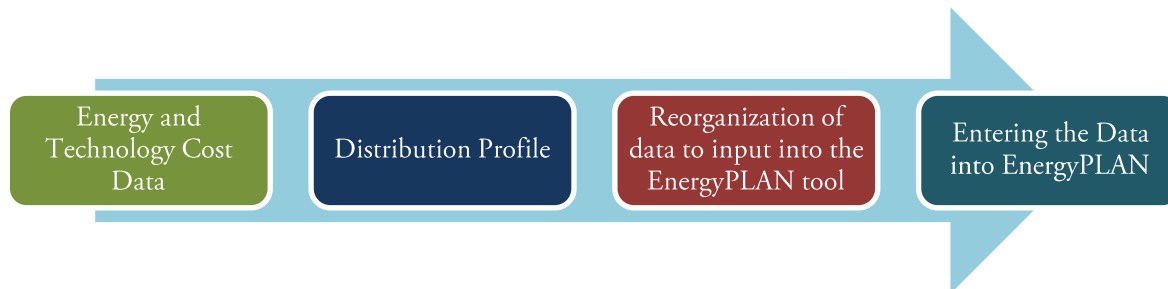 Energy and
Technology Cost
Data
Distribution Profile
Reorganization of
data to input into the
EnergyPLAN tool
Entering the Data
into EnergyPLAN